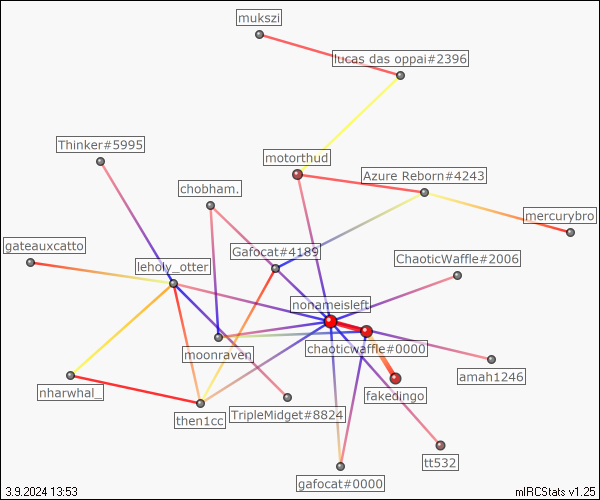 mukszi
lucas das oppai#2396
Thinker#5995
motorthud
Azure Reborn#4243
chobham.
mercurybro
gateauxcatto
Gafocat#4189
leholy_otter
ChaoticWaffle#2006
nonameisleft
moonraven
chaoticwaffle#0000
amah1246
nharwhal_
fakedingo
then1cc
TripleMidget#8824
tt532
gafocat#0000
3.9.2024 13:53
mIRCStats v1.25